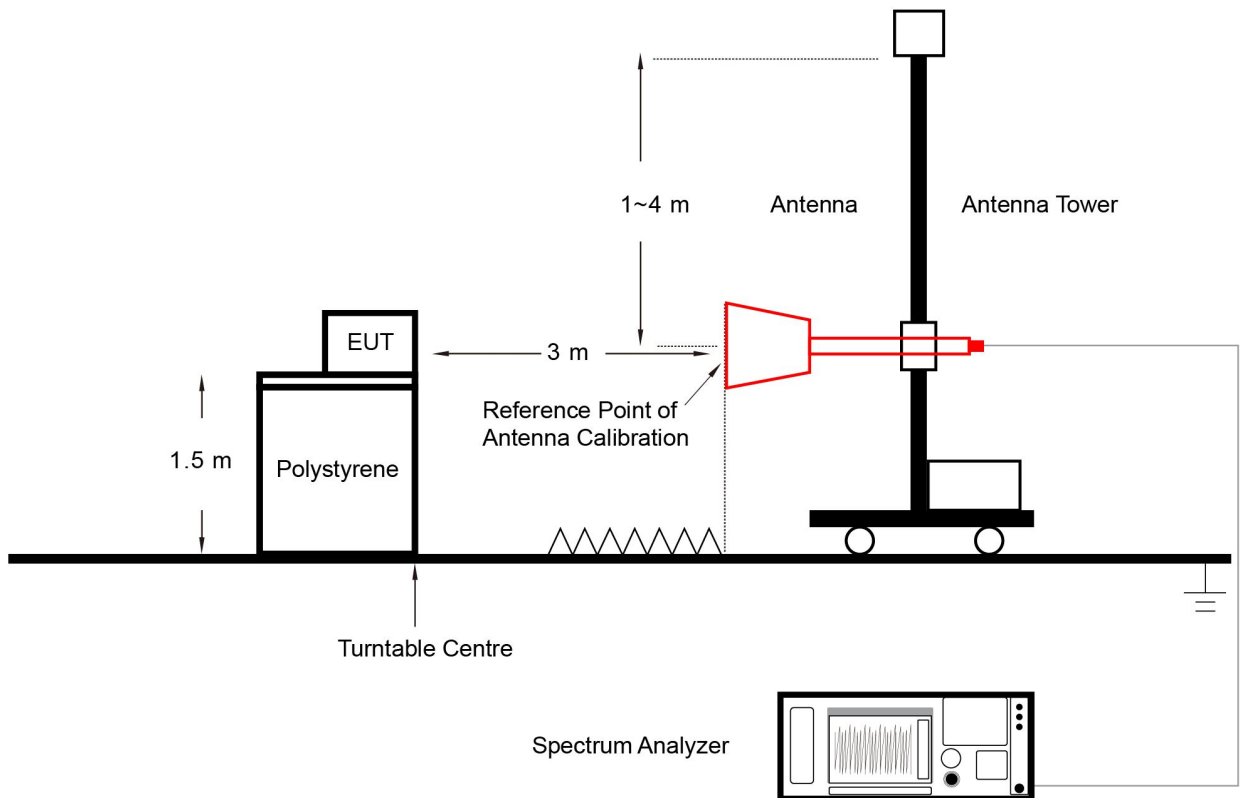 1~4 m
Antenna
Antenna Tower
EUT
3 m
Reference Point of
Antenna Calibration
1.5 m
Polystyrene
Turntable Centre
Spectrum Analyzer